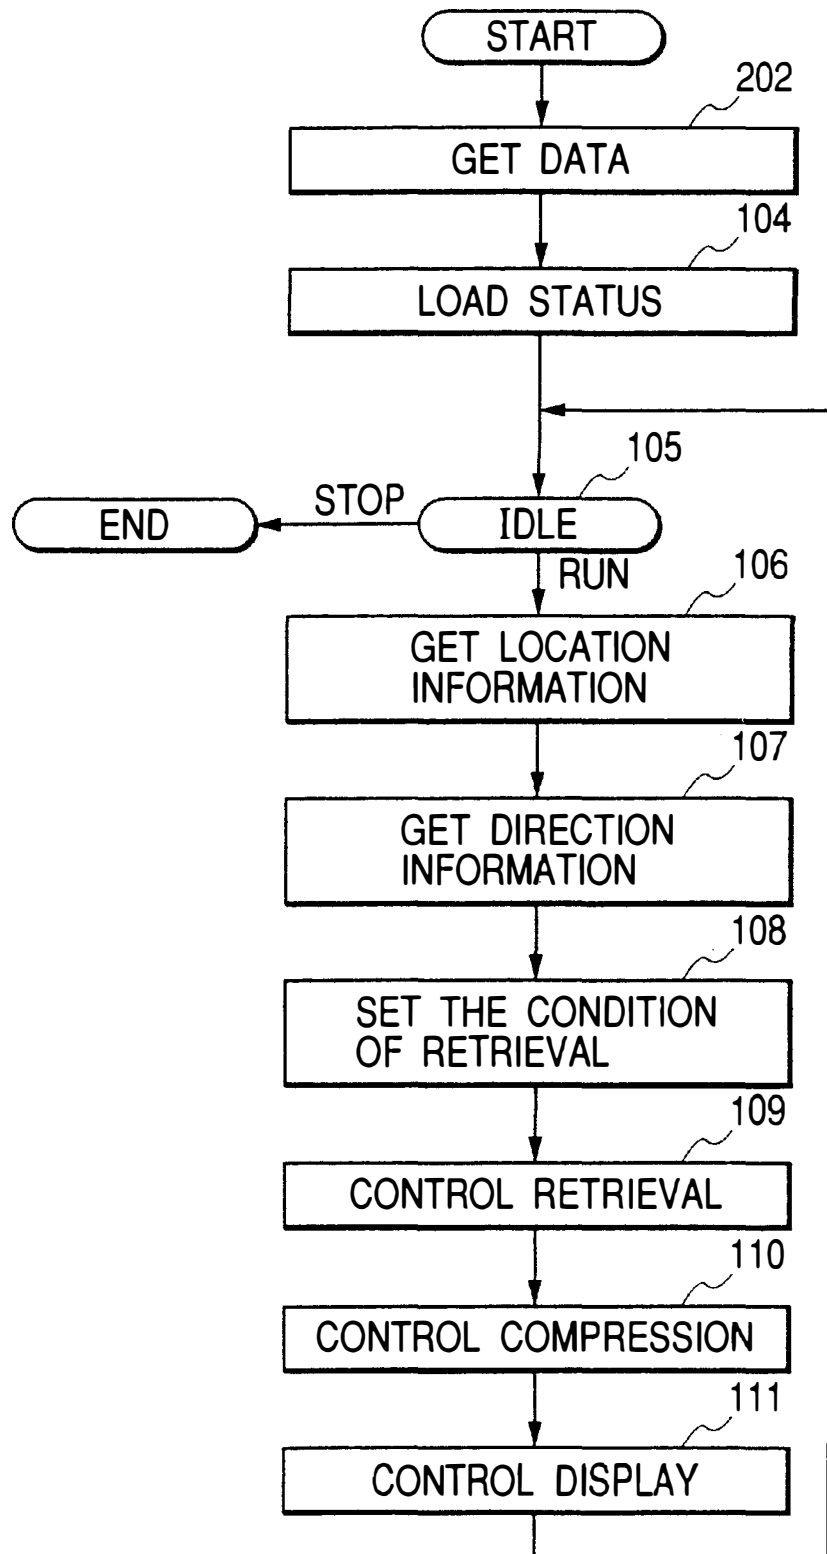 START
202
GET DATA
104
LOAD STATUS
105
END
STOP
IDLE
RUN
106
GET LOCATION
INFORMATION
107
GET DIRECTION
INFORMATION
108
SET THE CONDITION
OF RETRIEVAL
109
CONTROL RETRIEVAL
110
CONTROL COMPRESSION
111
CONTROL DISPLAY